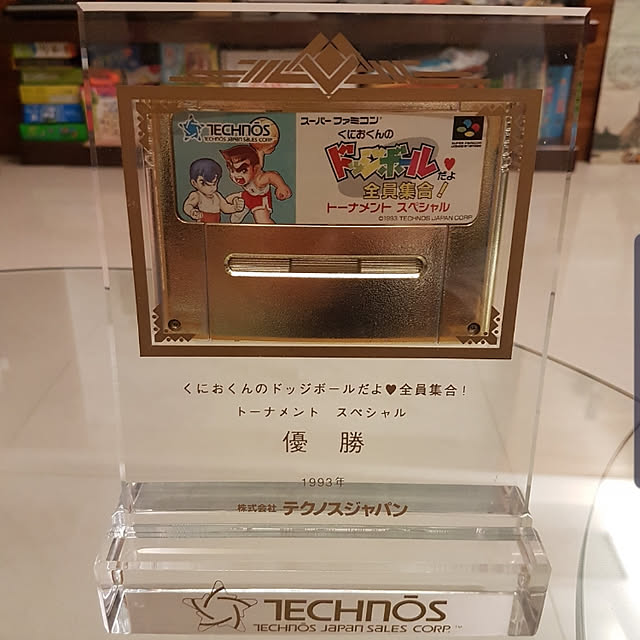 TECHNŌS
TECHNOS JAPAN SALES CORP.
スーパーファミコン
くにおくんの
ドッジボール♥だよ
全員集合!
トーナメント スペシャル
©1993 TECHNOS JAPAN CORP.
くにおくんのドッジボールだよ♥全員集合!
トーナメント スペシャル
優 勝
1993年
株式会社 テクノスジャパン
TECHNŌS
TECHNOS JAPAN SALES CORP.™